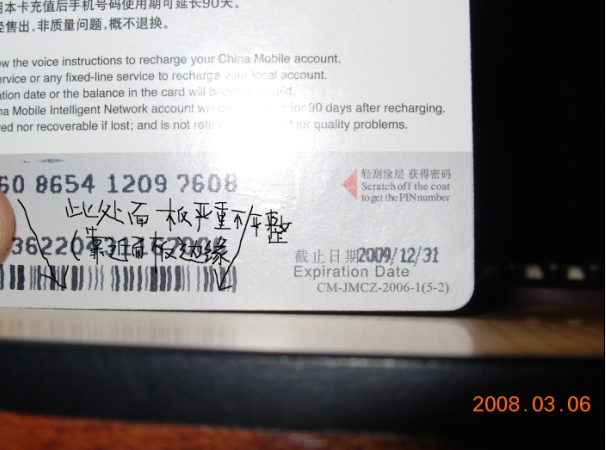 本卡充值后手机号码使用期可延长90天。
售出，非质量问题，概不退换。
w the voice instructions to recharge your China Mobile account.
ervice or any fixed-line service to recharge your local account.
ation date or the balance in the card will be
na Mobile Intelligent Network account for 90 days after recharging.
red nor recoverable if lost; and is not for quality problems.
轻刮涂层 获得密码
Scratch off the coat
to get the PIN number
60 8654 1209 7608
此处面板严重不平整
(靠近面板边缘
截止日期 2009/12/31
Expiration Date
CM-JMCZ-2006-1(5-2)
2008.03.06